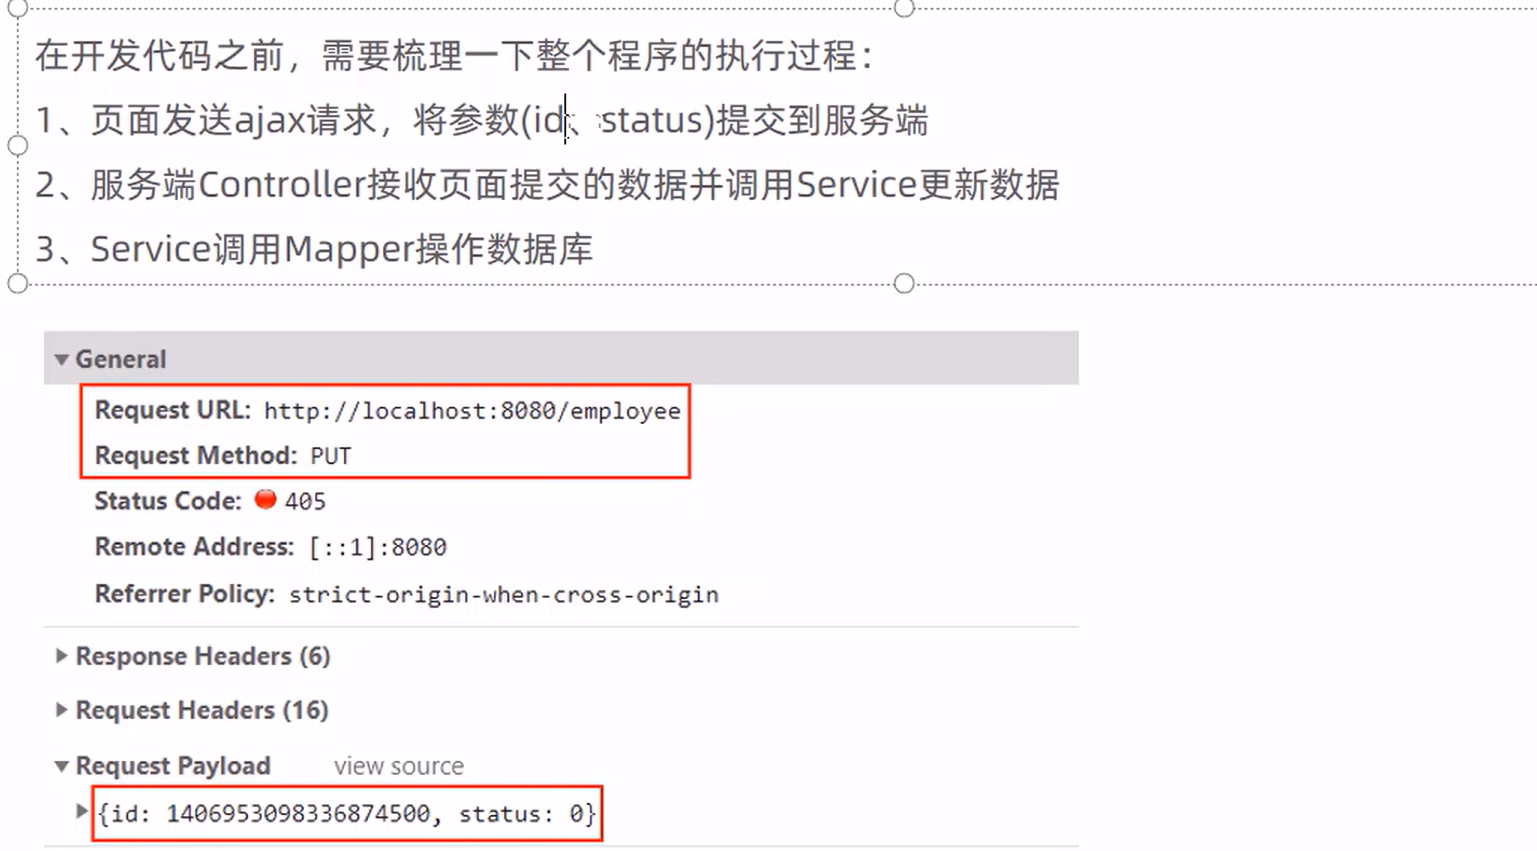 在开发代码之前，需要梳理一下整个程序的执行过程：
1、页面发送ajax请求，将参数(id、status)提交到服务端
2、服务端Controller接收页面提交的数据并调用Service更新数据
3、Service调用Mapper操作数据库
General
Request URL: http://localhost:8080/employee
Request Method: PUT
Status Code: 405
Remote Address: [::1]:8080
Referrer Policy: strict-origin-when-cross-origin
Response Headers (6)
Request Headers (16)
Request Payload view source
{id: 1406953098336874500, status: 0}